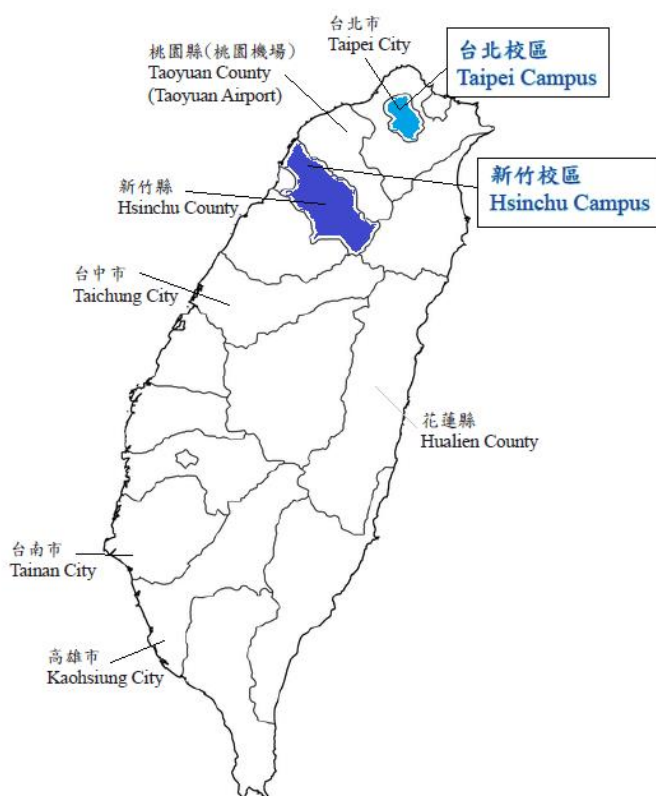 台北市
Taipei City
台北校區
Taipei Campus
桃園縣(桃園機場)
Taoyuan County
(Taoyuan Airport)
新竹校區
Hsinchu Campus
新竹縣
Hsinchu County
台中市
Taichung City
花蓮縣
Hualien County
台南市
Tainan City
高雄市
Kaohsiung City